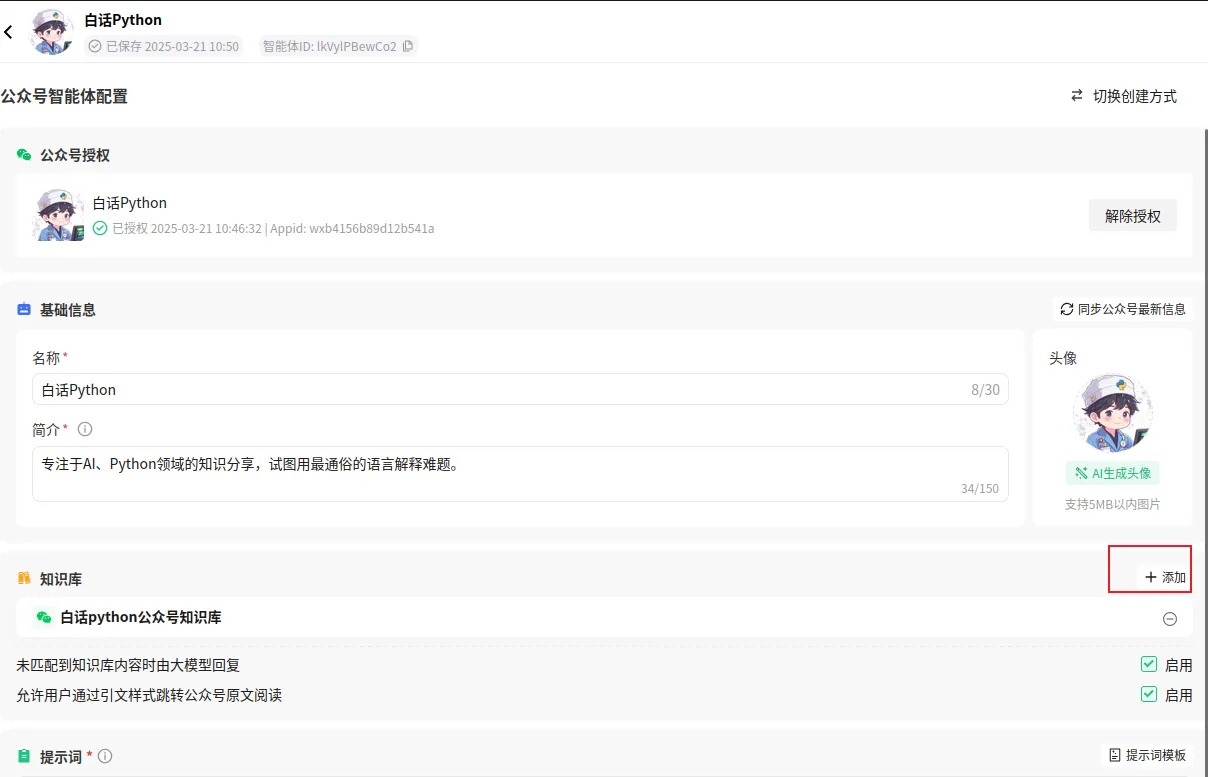 白话Python
已保存 2025-03-21 10:50 智能体ID: lkVylPBewCo2
公众号智能体配置
切换创建方式
公众号授权
白话Python
已授权 2025-03-21 10:46:32 | Appid: wxb4156b89d12b541a
解除授权
基础信息
同步公众号最新信息
名称*
白话Python 8/30
简介*
专注于AI、Python领域的知识分享，试图用最通俗的语言解释难题。
34/150
头像
AI生成头像
支持5MB以内图片
知识库
添加
白话python公众号知识库
未匹配到知识库内容时由大模型回复 启用
允许用户通过引文样式跳转公众号原文阅读 启用
提示词* 提示词模板